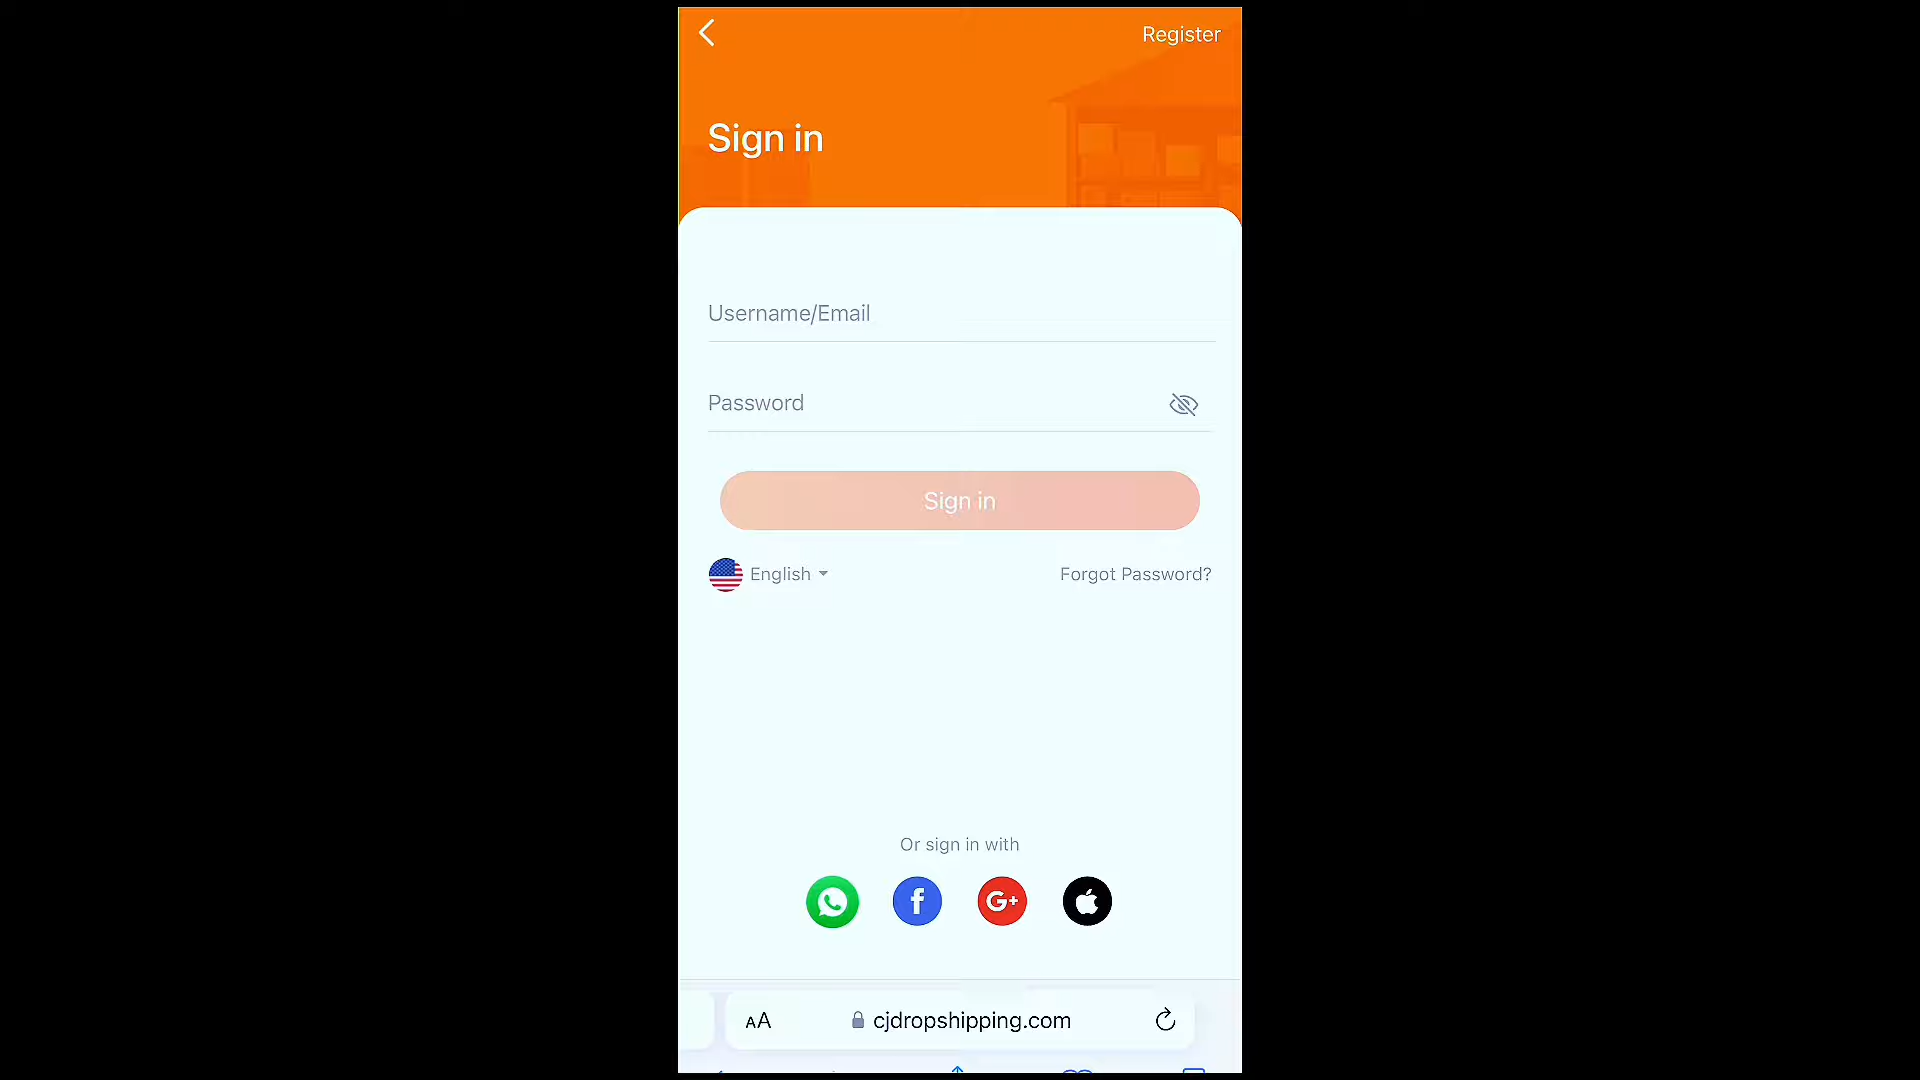 Register
Sign in
Username/Email
Password
Sign in
English
Forgot Password?
Or sign in with
f
G+
AA
cjdropshipping.com